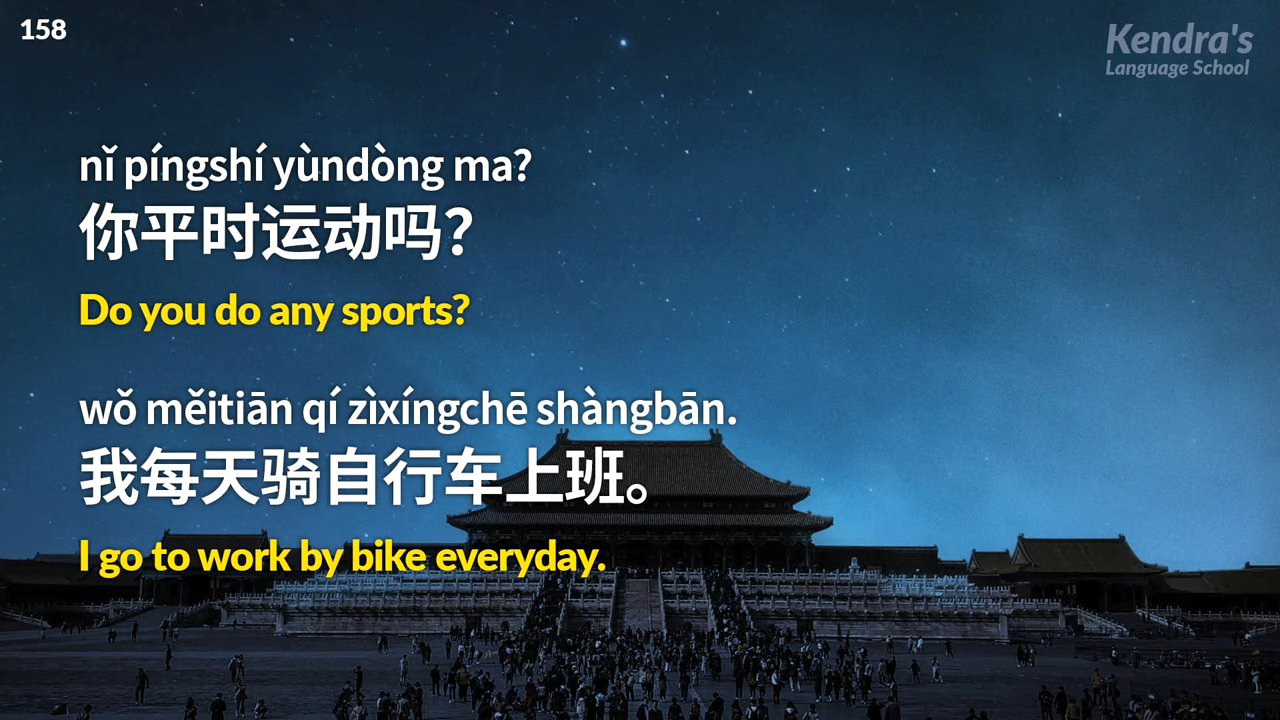 158
Kendra's
Language School
nǐ píngshí yùndòng ma?
你平时运动吗？
Do you do any sports?
wǒ měitiān qí zìxíngchē shàngbān.
我每天骑自行车上班。
I go to work by bike everyday.